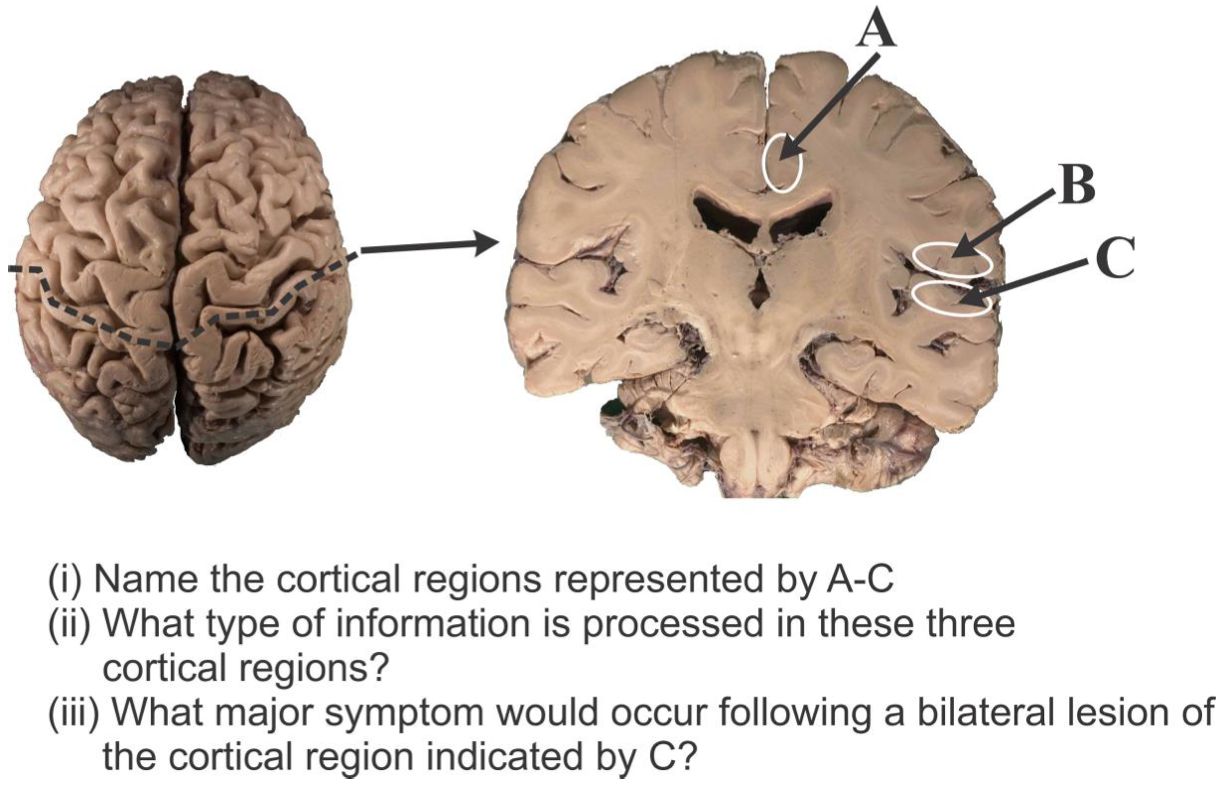 A
B
C
(i) Name the cortical regions represented by A-C
(ii) What type of information is processed in these three
cortical regions?
(iii) What major symptom would occur following a bilateral lesion of
the cortical region indicated by C?